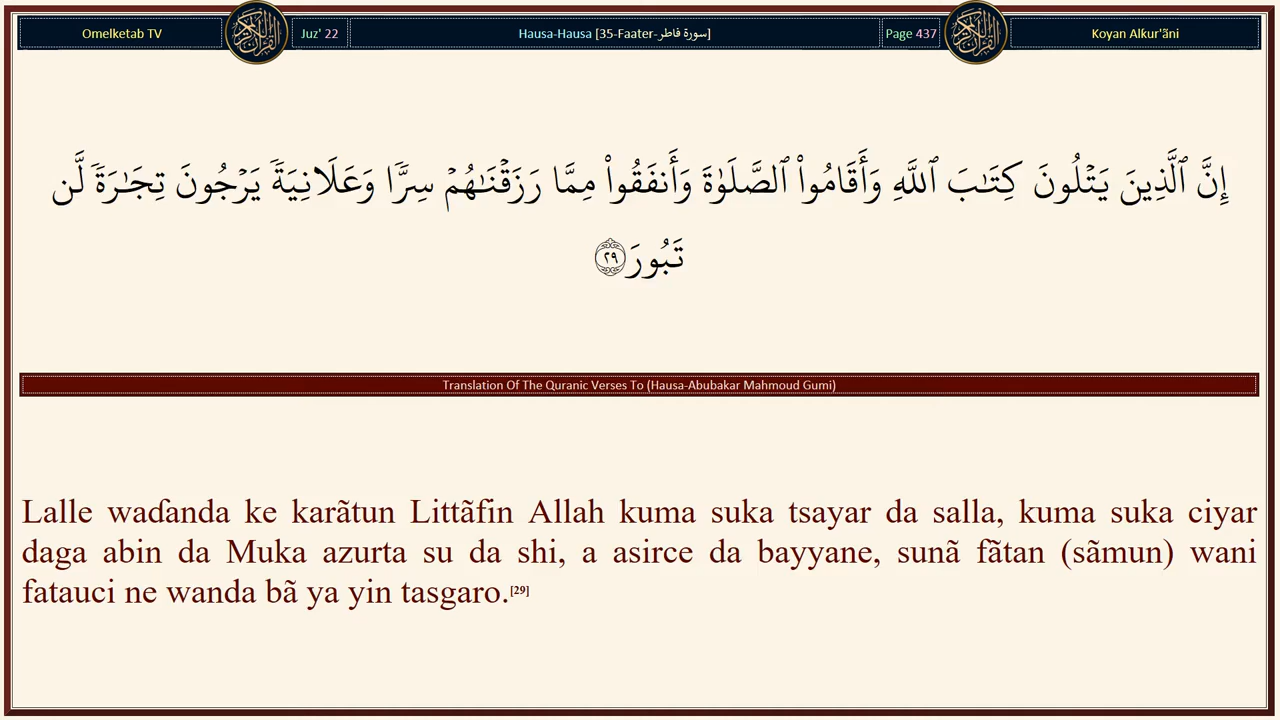 Omelketab TV
Juz' 22
Hausa-Hausa [35-Faater-سورة فاطر]
Page 437
Koyan Alƙur'ãni
إِنَّ ٱلَّذِينَ يَتۡلُونَ كِتَٰبَ ٱللَّهِ وَأَقَامُواْ ٱلصَّلَوٰةَ وَأَنفَقُواْ مِمَّا رَزَقۡنَٰهُمۡ سِرّٗا وَعَلَانِيَةٗ يَرۡجُونَ تِجَٰرَةٗ لَّن
تَبُورَ ٢٩
Translation Of The Quranic Verses To (Hausa-Abubakar Mahmoud Gumi)
Lalle waɗanda ke karãtun Littãfin Allah kuma suka tsayar da salla, kuma suka ciyar
daga abin da Muka azurta su da shi, a asirce da bayyane, sunã fãtan (sãmun) wani
fatauci ne wanda bã ya yin tasgaro.[29]